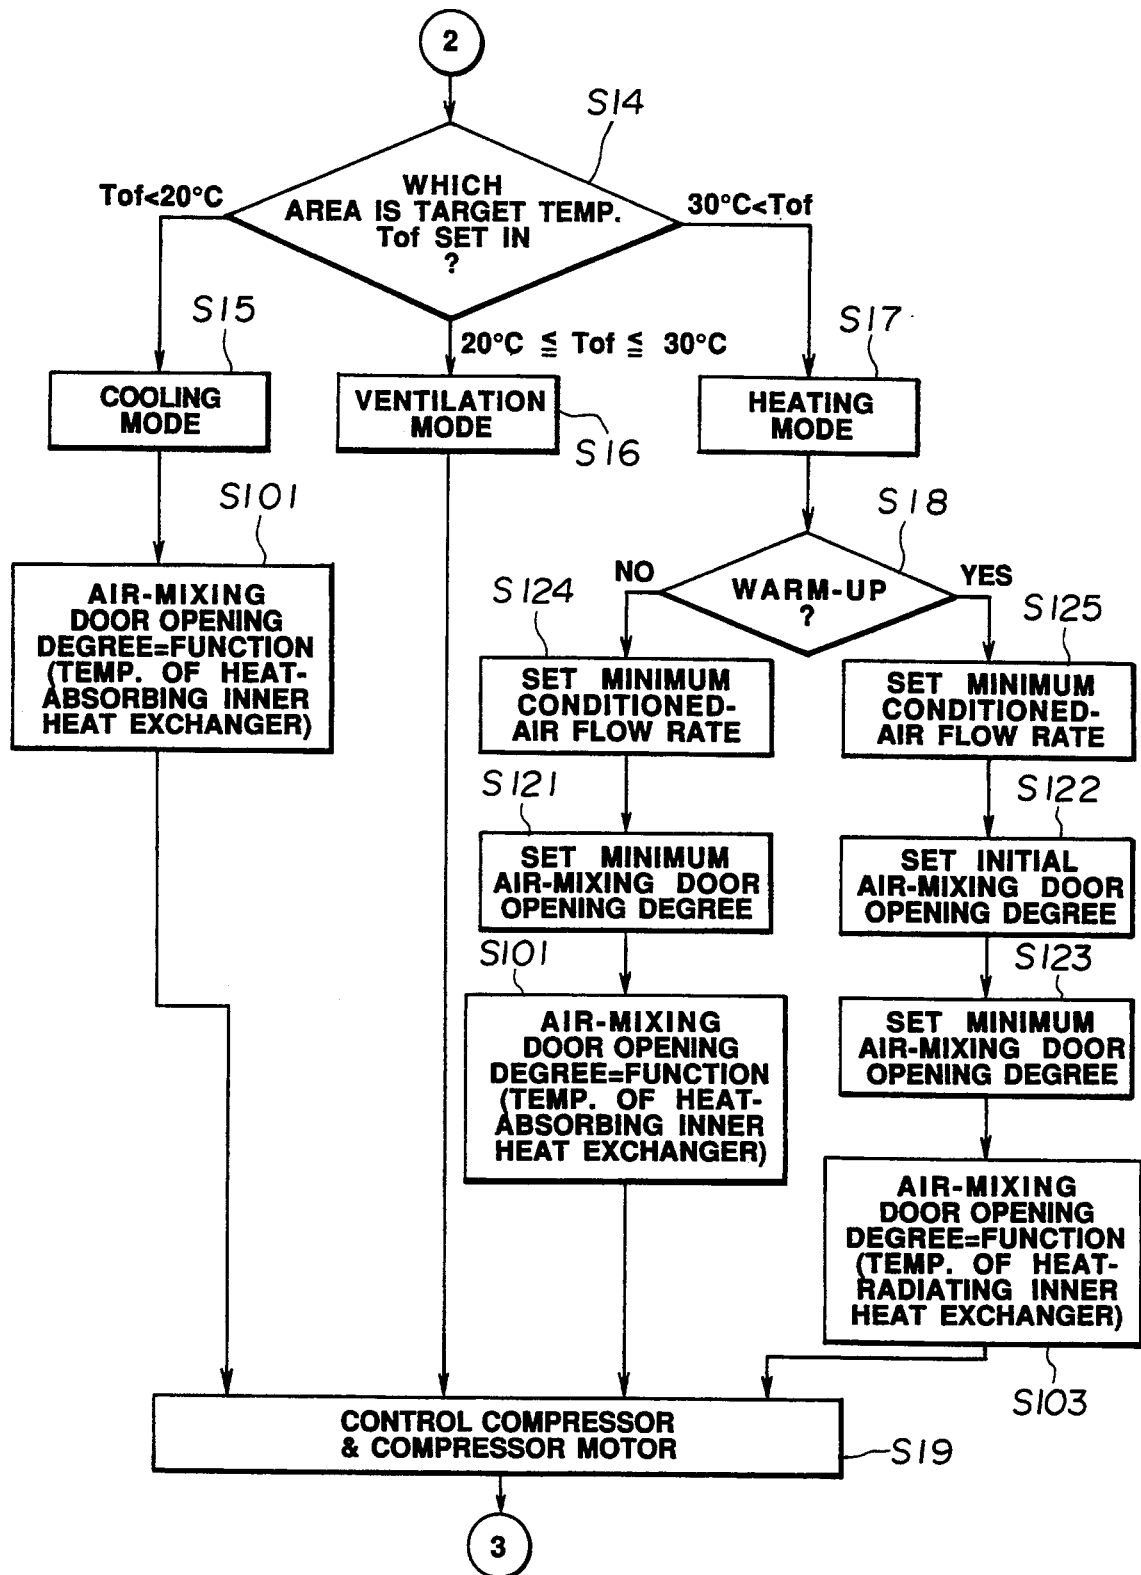 2
S14
WHICH
AREA IS TARGET TEMP.
Tof SET IN
?
Tof<20°C
30°C<Tof
20°C ≦ Tof ≦ 30°C
S15
COOLING
MODE
VENTILATION
MODE
S16
S17
HEATING
MODE
S101
AIR-MIXING
DOOR OPENING
DEGREE=FUNCTION
(TEMP. OF HEAT-
ABSORBING INNER
HEAT EXCHANGER)
S18
WARM-UP
?
NO
YES
S124
SET MINIMUM
CONDITIONED-
AIR FLOW RATE
S125
SET MINIMUM
CONDITIONED-
AIR FLOW RATE
S121
SET MINIMUM
AIR-MIXING DOOR
OPENING DEGREE
S122
SET INITIAL
AIR-MIXING DOOR
OPENING DEGREE
S101
AIR-MIXING
DOOR OPENING
DEGREE=FUNCTION
(TEMP. OF HEAT-
ABSORBING INNER
HEAT EXCHANGER)
S123
SET MINIMUM
AIR-MIXING DOOR
OPENING DEGREE
AIR-MIXING
DOOR OPENING
DEGREE=FUNCTION
(TEMP. OF HEAT-
RADIATING INNER
HEAT EXCHANGER)
S103
CONTROL COMPRESSOR
& COMPRESSOR MOTOR
S19
3